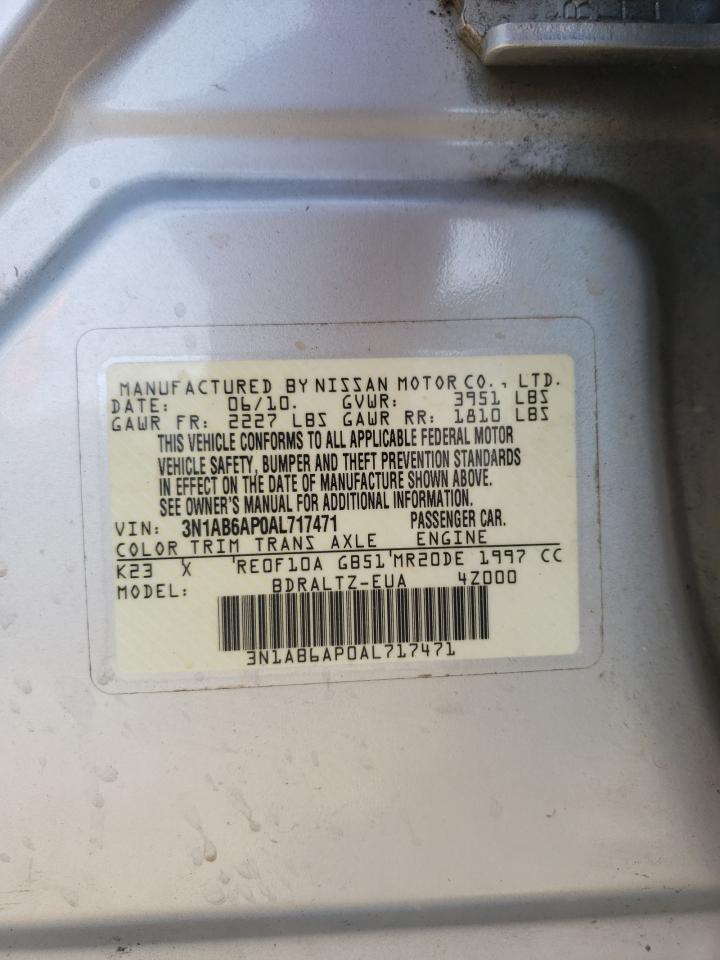 MANUFACTURED BY NISSAN MOTOR CO., LTD.
DATE: 06/10. GVWR: 3951 LBS
GAWR FR: 2227 LBS GAWR RR: 1810 LBS
THIS VEHICLE CONFORMS TO ALL APPLICABLE FEDERAL MOTOR
VEHICLE SAFETY, BUMPER AND THEFT PREVENTION STANDARDS
IN EFFECT ON THE DATE OF MANUFACTURE SHOWN ABOVE.
SEE OWNER'S MANUAL FOR ADDITIONAL INFORMATION.
VIN: 3N1AB6AP0AL717471 PASSENGER CAR.
COLOR TRIM TRANS AXLE ENGINE
K23 X 'RE0F10A GB51'MR20DE 1997 CC
MODEL: BDRALTZ-EUA 4Z000
3N1AB6AP0AL717471